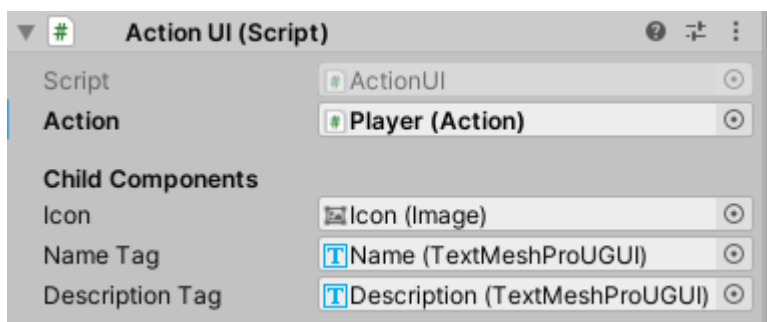 # Action UI (Script)
Script # ActionUI
Action # Player (Action)
Child Components
Icon Icon (Image)
Name Tag T Name (TextMeshProUGUI)
Description Tag T Description (TextMeshProUGUI)